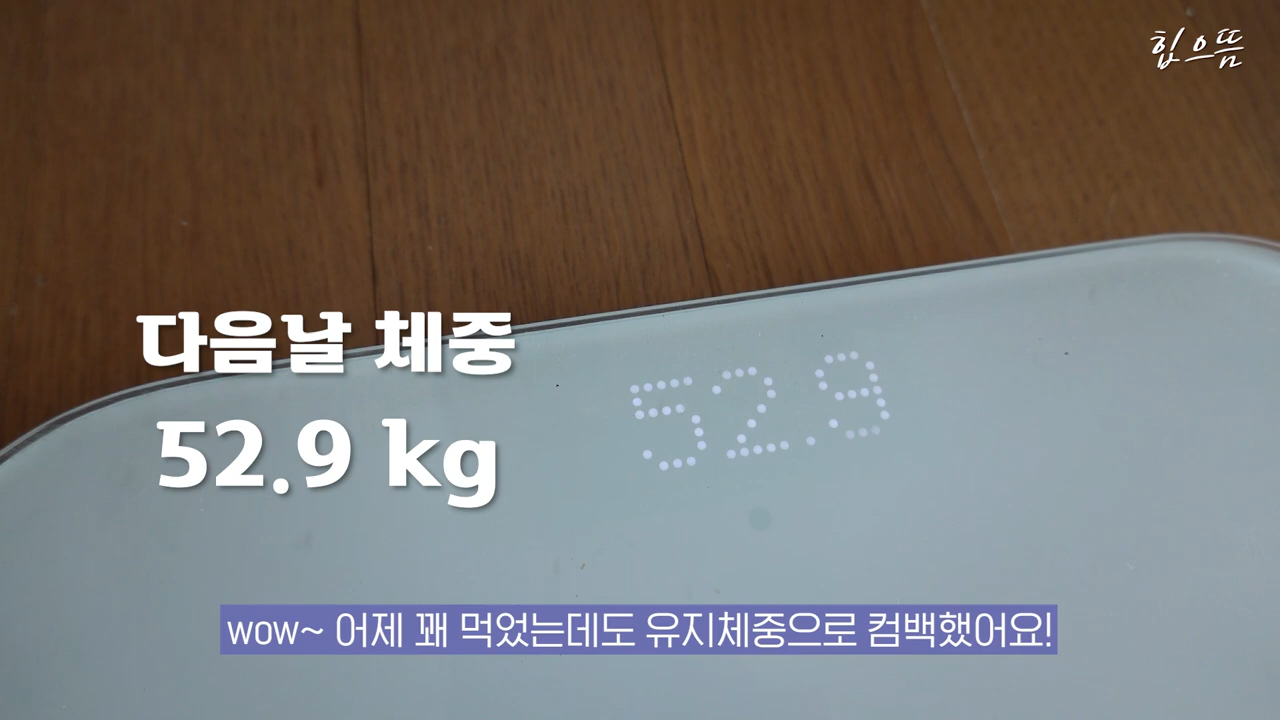 힙으뜸
다음날 체중
52.9 kg
52.9
wow~ 어제 꽤 먹었는데도 유지체중으로 컴백했어요!